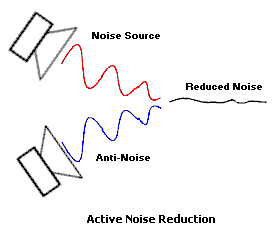 Noise Source
Reduced Noise
Anti-Noise
Active Noise Reduction